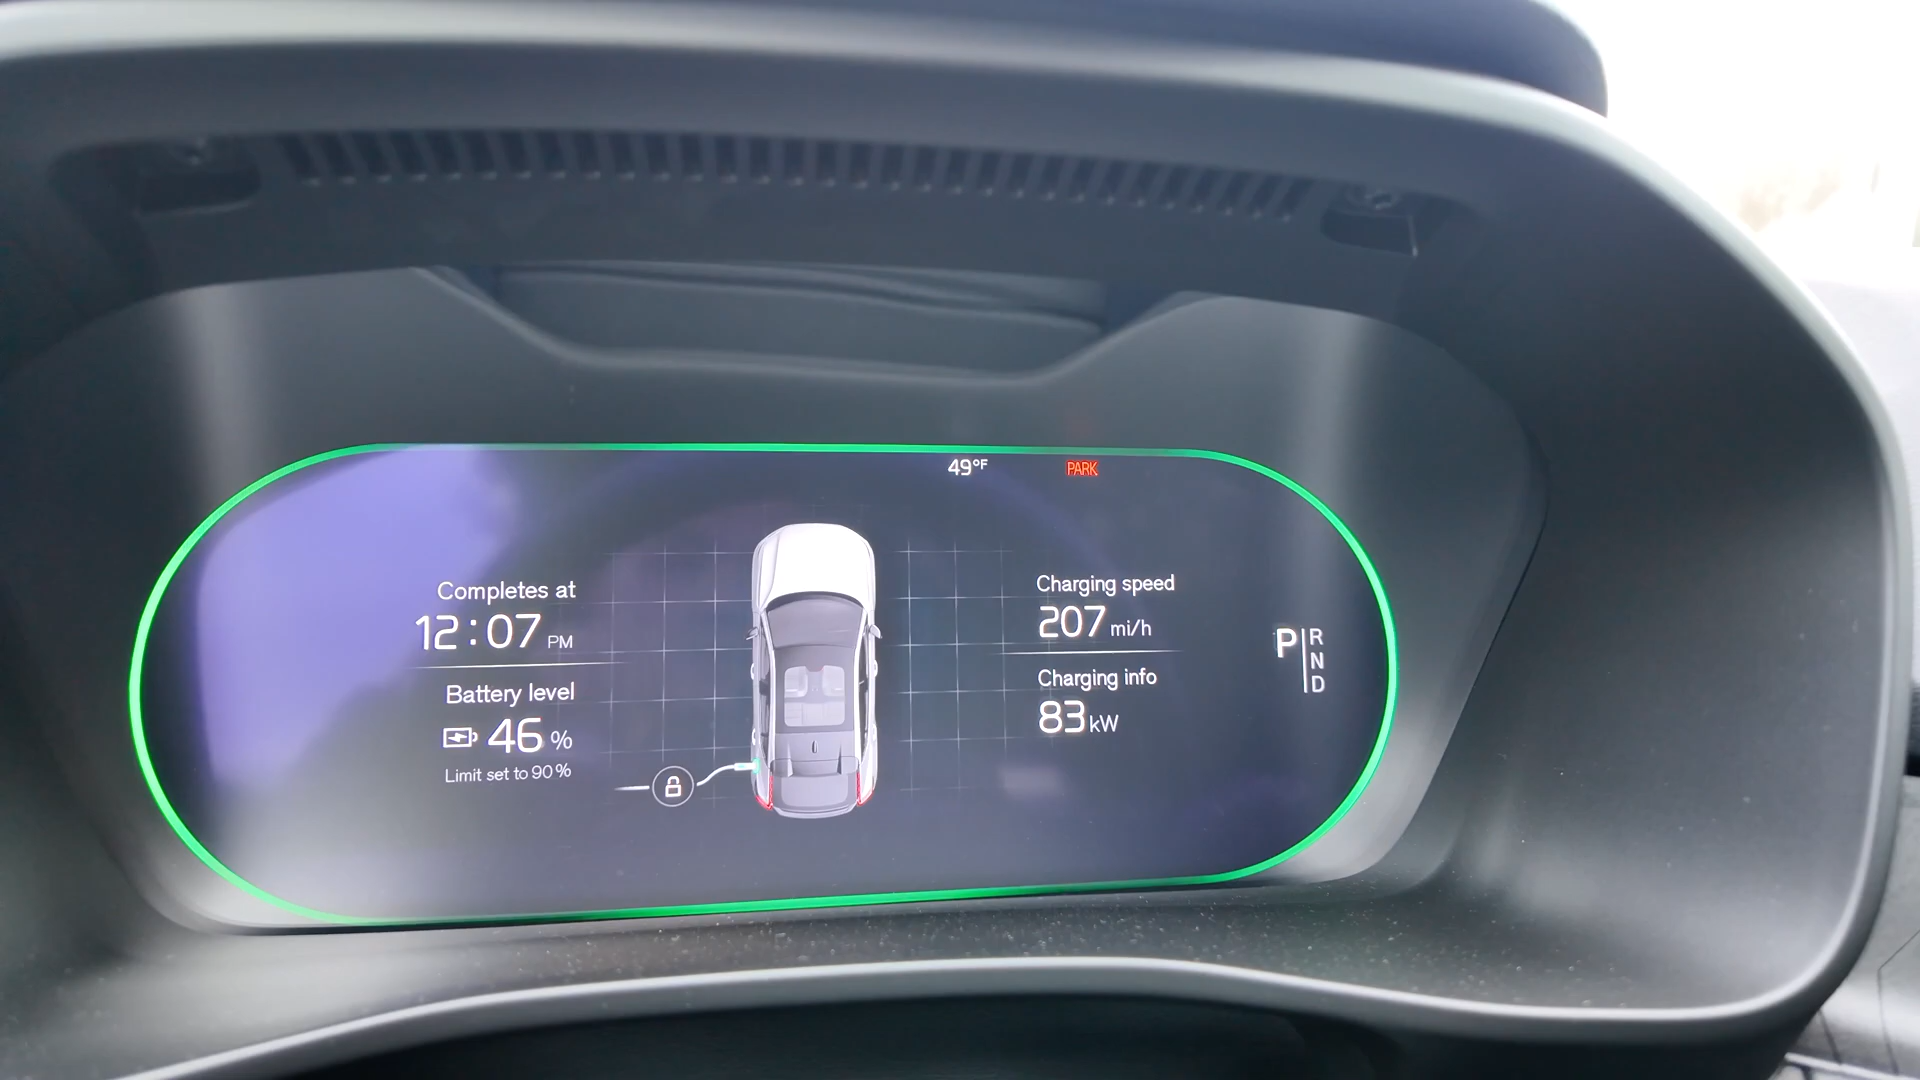 49°F
PARK
Completes at
12:07 PM
Battery level
46 %
Limit set to 90%
Charging speed
207 mi/h
Charging info
83 kW
P
R
N
D